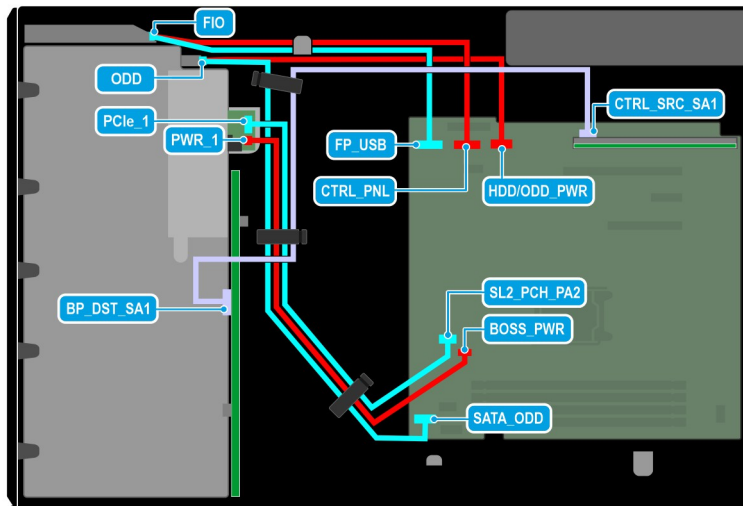 FIO
ODD
CTRL_SRC_SA1
PCIe_1
PWR_1
FP_USB
CTRL_PNL
HDD/ODD_PWR
SL2_PCH_PA2
BP_DST_SA1
BOSS_PWR
SATA_ODD